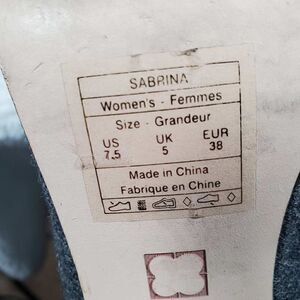 SABRINA
Women's - Femmes
Size - Grandeur
US UK EUR
7.5 5 38
Made in China
Fabrique en Chine